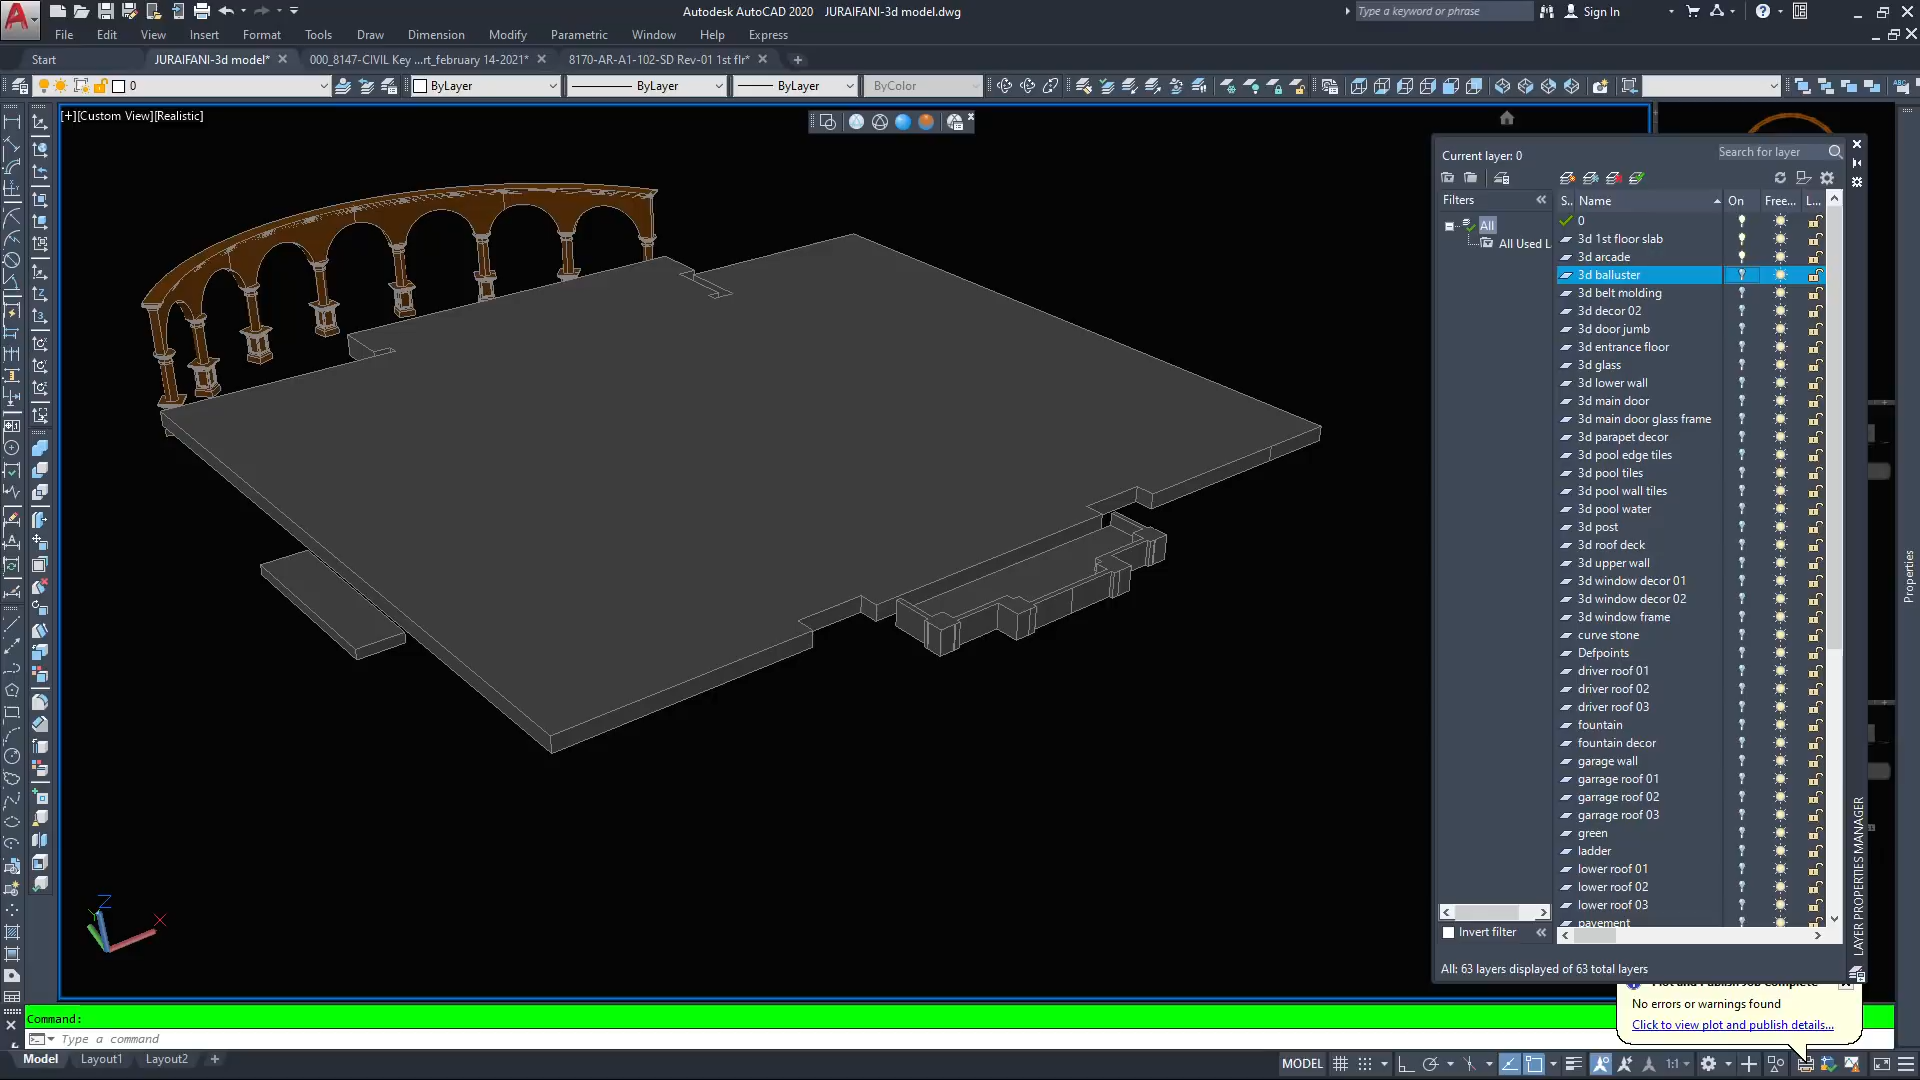 Autodesk AutoCAD 2020   JURAIFANI-3d model.dwg
Type a keyword or phrase
Sign In
File
Edit
View
Insert
Format
Tools
Draw
Dimension
Modify
Parametric
Window
Help
Express
Start
JURAIFANI-3d model*
000_8147-CIVIL Key ...rt_february 14-2021*
8170-AR-A1-102-SD Rev-01 1st flr*
0
ByLayer
ByLayer
ByLayer
ByColor
[+][Custom View][Realistic]
Current layer: 0
Search for layer
Filters
All
All Used L
S..
Name
On
Free...
L...
0
3d 1st floor slab
3d arcade
3d balluster
3d belt molding
3d decor 02
3d door jumb
3d entrance floor
3d glass
3d lower wall
3d main door
3d main door glass frame
3d parapet decor
3d pool edge tiles
3d pool tiles
3d pool wall tiles
3d pool water
3d post
3d roof deck
3d upper wall
3d window decor 01
3d window decor 02
3d window frame
curve stone
Defpoints
driver roof 01
driver roof 02
driver roof 03
fountain
fountain decor
garage wall
garrage roof 01
garrage roof 02
garrage roof 03
green
ladder
lower roof 01
lower roof 02
lower roof 03
pavement
Invert filter
All: 63 layers displayed of 63 total layers
LAYER PROPERTIES MANAGER
Properties
Z
Y
X
Plot and Publish Job Complete
No errors or warnings found
Click to view plot and publish details...
Command:
Type a command
Model
Layout1
Layout2
MODEL
1:1